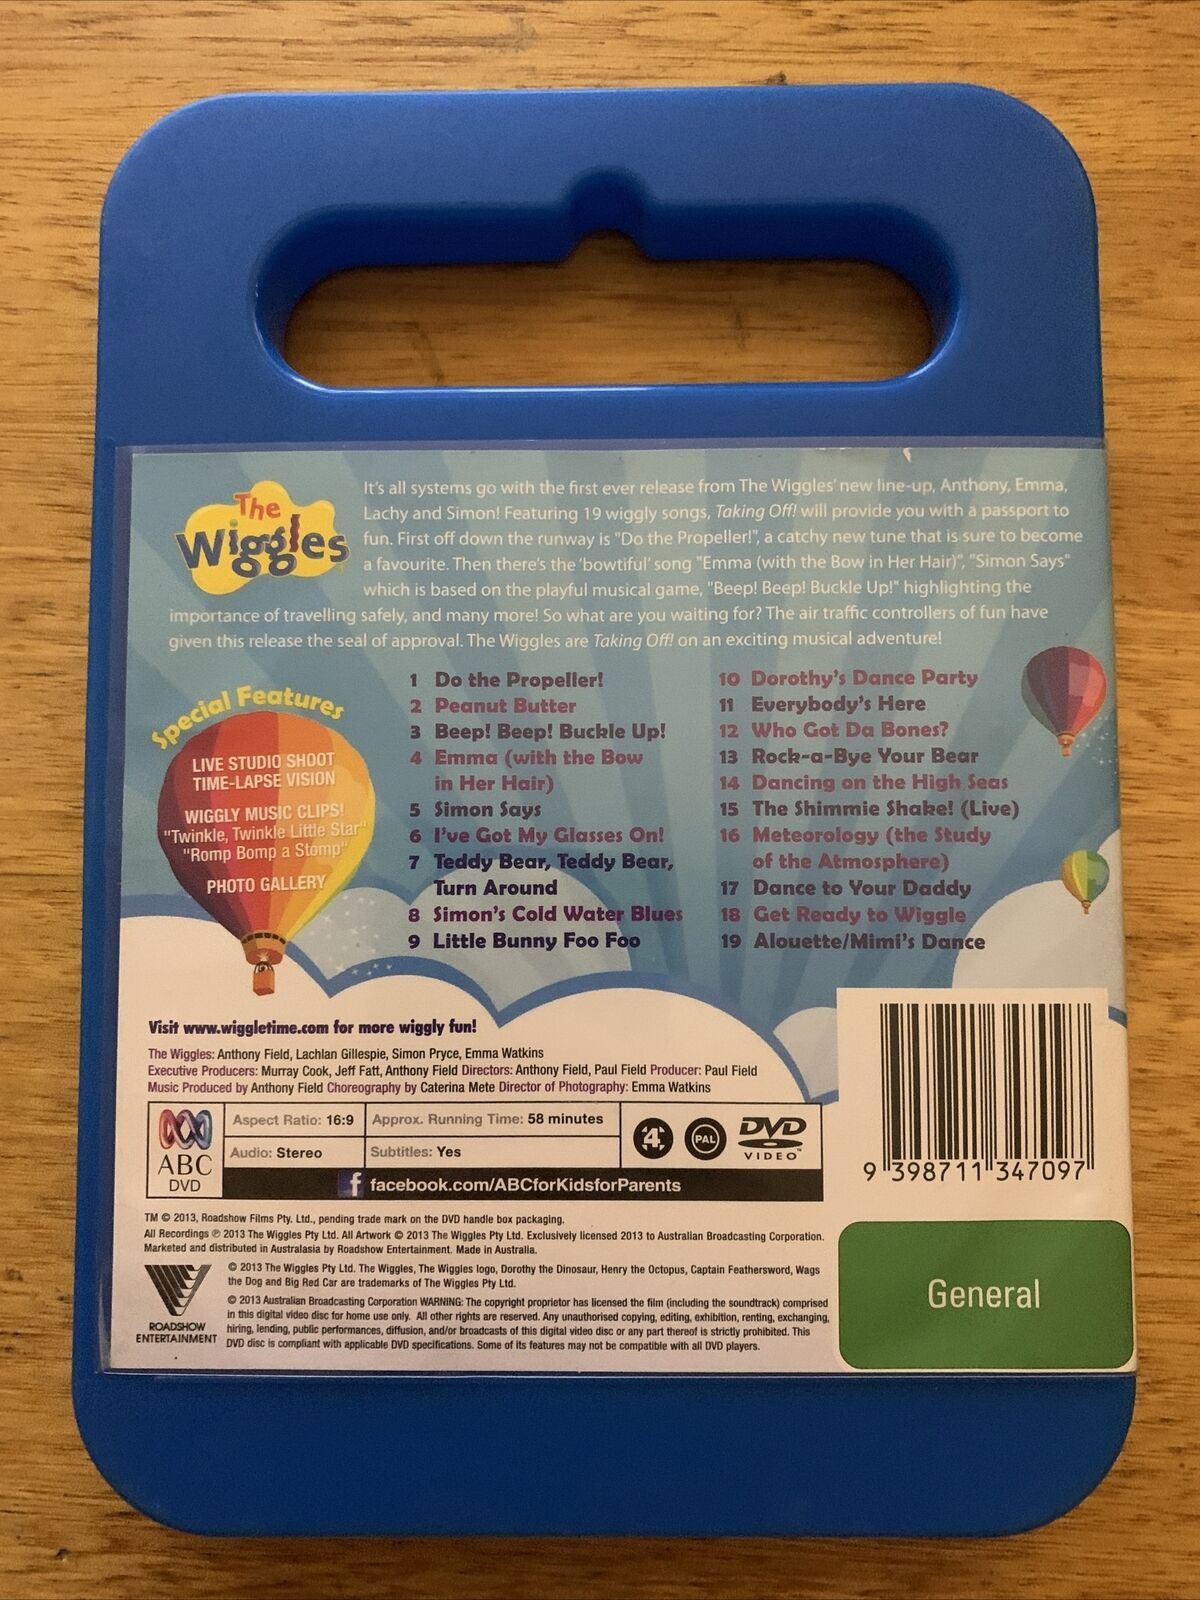 The
Wiggles
It's all systems go with the first ever release from The Wiggles' new line-up, Anthony, Emma,
Lachy and Simon! Featuring 19 wiggly songs, Taking Off! will provide you with a passport to
fun. First off down the runway is "Do the Propeller!", a catchy new tune that is sure to become
a favourite. Then there's the 'bowtiful' song "Emma (with the Bow in Her Hair)", "Simon Says"
which is based on the playful musical game, "Beep! Beep! Buckle Up!" highlighting the
importance of travelling safely, and many more! So what are you waiting for? The air traffic controllers of fun have
given this release the seal of approval. The Wiggles are Taking Off! on an exciting musical adventure!
Special Features
LIVE STUDIO SHOOT
TIME-LAPSE VISION
WIGGLY MUSIC CLIPS!
"Twinkle, Twinkle Little Star"
"Romp Bomp a Stomp"
PHOTO GALLERY
1 Do the Propeller!
2 Peanut Butter
3 Beep! Beep! Buckle Up!
4 Emma (with the Bow
in Her Hair)
5 Simon Says
6 I've Got My Glasses On!
7 Teddy Bear, Teddy Bear,
Turn Around
8 Simon's Cold Water Blues
9 Little Bunny Foo Foo
10 Dorothy's Dance Party
11 Everybody's Here
12 Who Got Da Bones?
13 Rock-a-Bye Your Bear
14 Dancing on the High Seas
15 The Shimmie Shake! (Live)
16 Meteorology (the Study
of the Atmosphere)
17 Dance to Your Daddy
18 Get Ready to Wiggle
19 Alouette/Mimi's Dance
Visit www.wiggletime.com for more wiggly fun!
The Wiggles: Anthony Field, Lachlan Gillespie, Simon Pryce, Emma Watkins
Executive Producers: Murray Cook, Jeff Fatt, Anthony Field Directors: Anthony Field, Paul Field Producer: Paul Field
Music Produced by Anthony Field Choreography by Caterina Mete Director of Photography: Emma Watkins
ABC
DVD
Aspect Ratio: 16:9
Approx. Running Time: 58 minutes
Audio: Stereo
Subtitles: Yes
4
PAL
DVD
VIDEO™
f facebook.com/ABCforKidsforParents
9 398711 347097
TM © 2013, Roadshow Films Pty. Ltd., pending trade mark on the DVD handle box packaging.
All Recordings ℗ 2013 The Wiggles Pty Ltd. All Artwork © 2013 The Wiggles Pty Ltd. Exclusively licensed 2013 to Australian Broadcasting Corporation.
Marketed and distributed in Australasia by Roadshow Entertainment. Made in Australia.
ROADSHOW
ENTERTAINMENT
© 2013 The Wiggles Pty Ltd. The Wiggles, The Wiggles logo, Dorothy the Dinosaur, Henry the Octopus, Captain Feathersword, Wags
the Dog and Big Red Car are trademarks of The Wiggles Pty Ltd.
© 2013 Australian Broadcasting Corporation WARNING: The copyright proprietor has licensed the film (including the soundtrack) comprised
in this digital video disc for home use only. All other rights are reserved. Any unauthorised copying, editing, exhibition, renting, exchanging,
hiring, lending, public performances, diffusion, and/or broadcasts of this digital video disc or any part thereof is strictly prohibited. This
DVD disc is compliant with applicable DVD specifications. Some of its features may not be compatible with all DVD players.
General